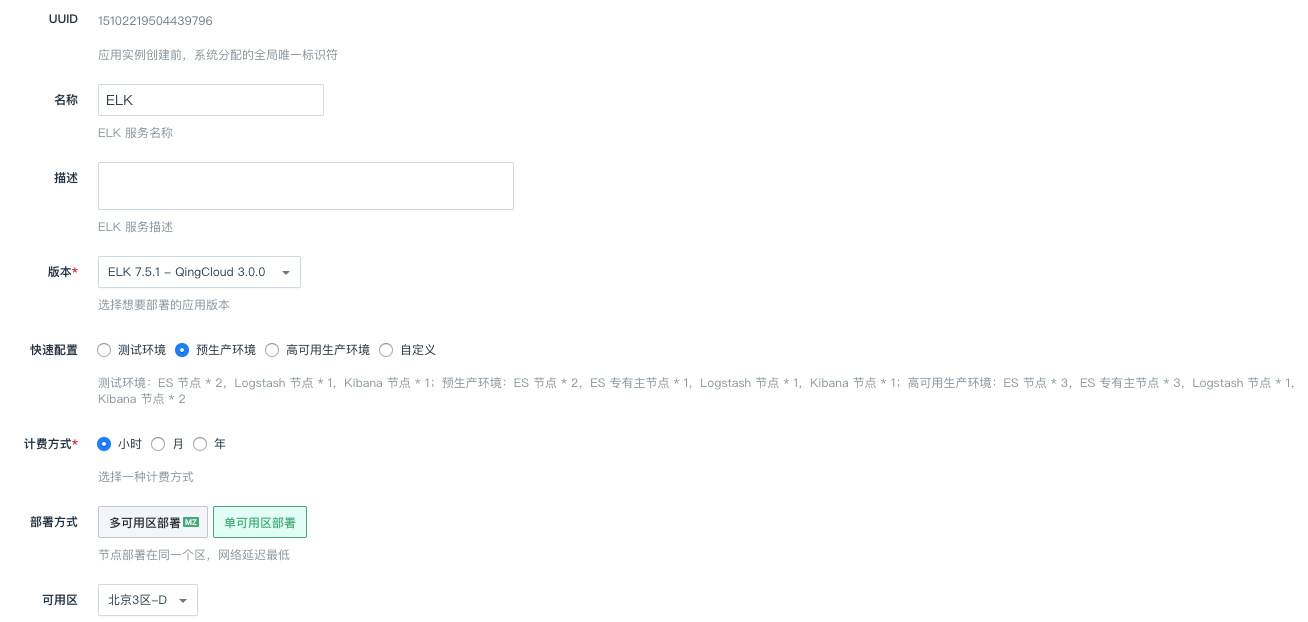 UUID 15102219504439796
应用实例创建前，系统分配的全局唯一标识符
名称 ELK
ELK 服务名称
描述
ELK 服务描述
版本* ELK 7.5.1 - QingCloud 3.0.0
选择想要部署的应用版本
快速配置 测试环境 预生产环境 高可用生产环境 自定义
测试环境：ES 节点 * 2，Logstash 节点 * 1，Kibana 节点 * 1；预生产环境：ES 节点 * 2，ES 专有主节点 * 1，Logstash 节点 * 1，Kibana 节点 * 1；高可用生产环境：ES 节点 * 3，ES 专有主节点 * 3，Logstash 节点 * 1，
Kibana 节点 * 2
计费方式* 小时 月 年
选择一种计费方式
部署方式 多可用区部署 MZ 单可用区部署
节点部署在同一个区，网络延迟最低
可用区 北京3区-D